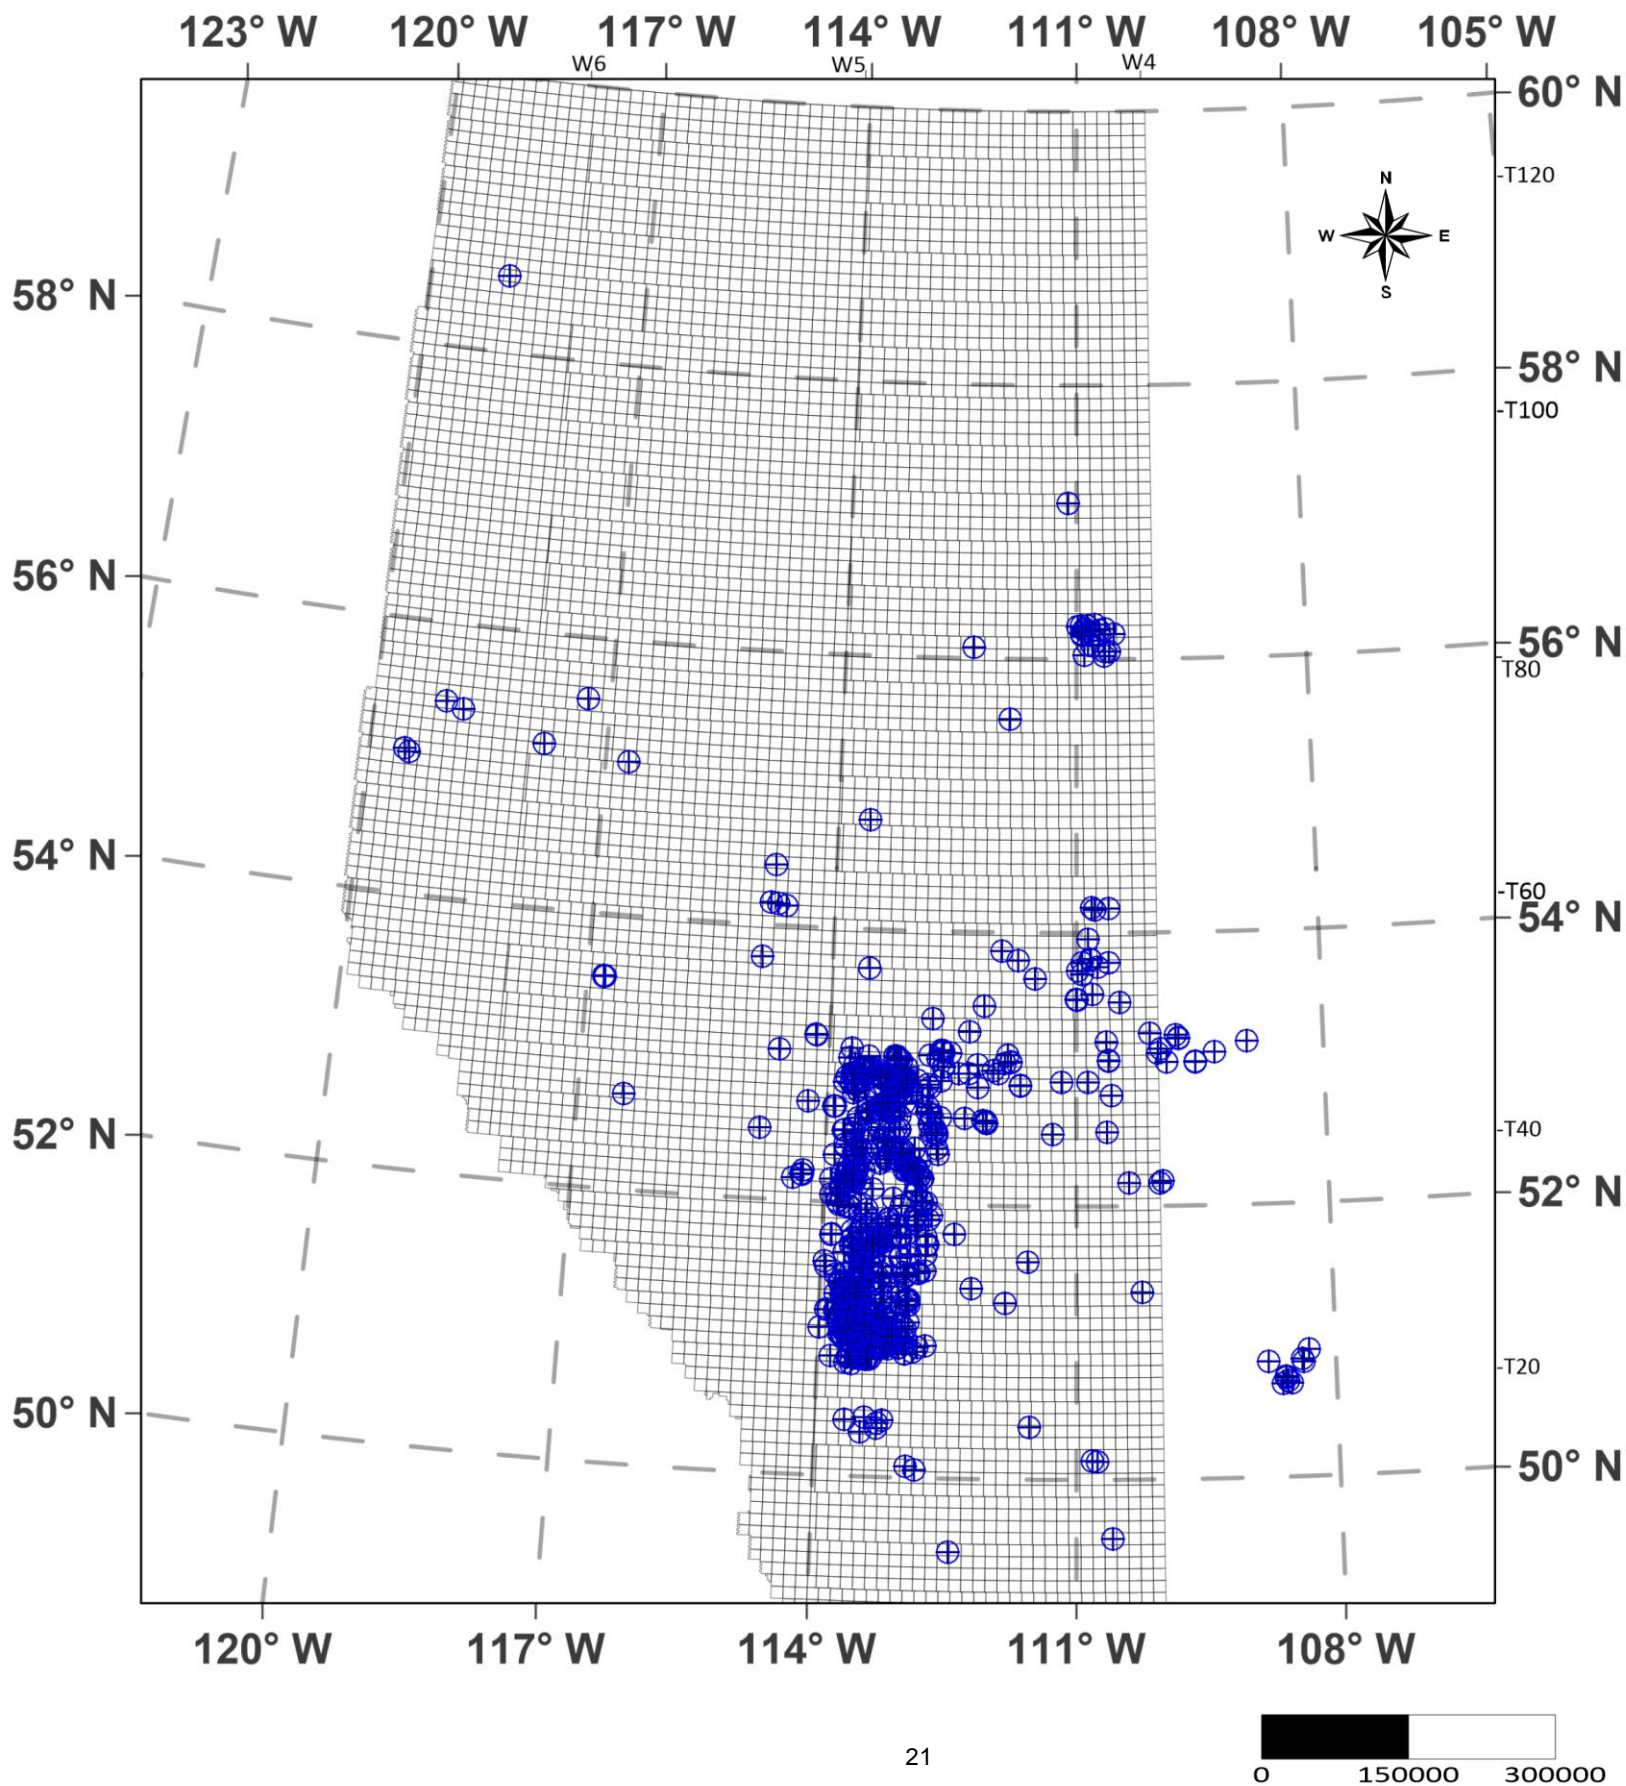 123° W 120° W 117° W 114° W 111° W 108° W 105° W
W6 W5 W4
60° N
-T120
N
W E
S
58° N
58° N
-T100
56° N
56° N
T80
54° N
-T60
54° N
52° N
-T40
52° N
-T20
50° N
50° N
120° W 117° W 114° W 111° W 108° W
21
0 150000 300000